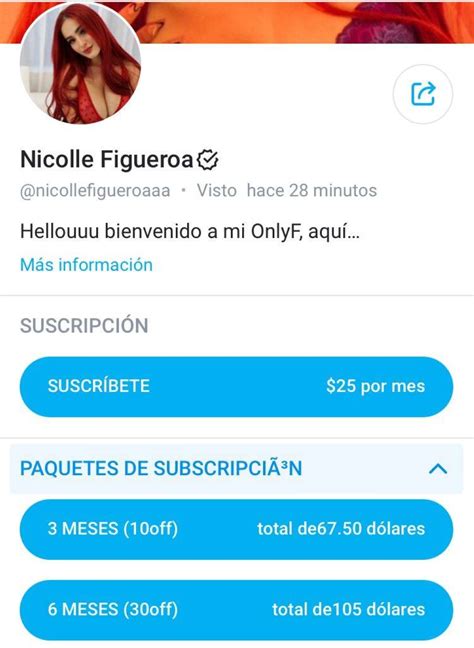 Nicolle Figueroa
@nicollefigueroaaa • Visto hace 28 minutos
Hellouuu bienvenido a mi OnlyF, aquí…
Más información
SUSCRIPCIÓN
SUSCRÍBETE $25 por mes
PAQUETES DE SUBSCRIPCIÃ³N
3 MESES (10off) total de67.50 dólares
6 MESES (30off) total de105 dólares